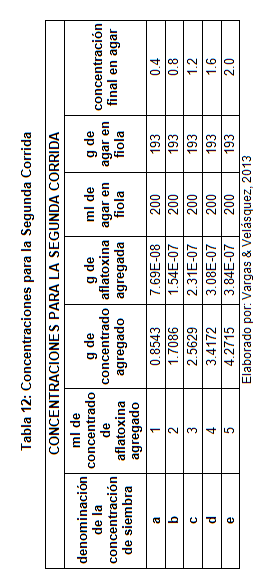 Tabla 12: Concentraciones para la Segunda Corrida
CONCENTRACIONES PARA LA SEGUNDA CORRIDA
denominación de la concentración de siembra | ml de concentrado de aflatoxina agregado | g de concentrado agregado | g de aflatoxina agregada | ml de agar en fiola | g de agar en fiola | concentración final en agar
a 1 0.8543 7.69E-08 200 193 0.4
b 2 1.7086 1.54E-07 200 193 0.8
c 3 2.5629 2.31E-07 200 193 1.2
d 4 3.4172 3.08E-07 200 193 1.6
e 5 4.2715 3.84E-07 200 193 2.0
Elaborado por: Vargas & Velásquez, 2013